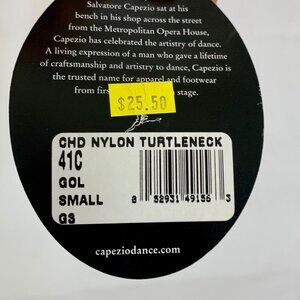 Salvatore Capezio sat at his
bench in his shop across the street
from the Metropolitan Opera House,
Capezio has celebrated the artistry of dance.
A living expression of a man who gave a lifetime
of craftsmanship and artistry to dance, Capezio is
the trusted name for apparel and footwear
from first stage.
$25.50
CHD NYLON TURTLENECK
41C
GOL
SMALL
GS
8 52931 49156 3
capeziodance.com